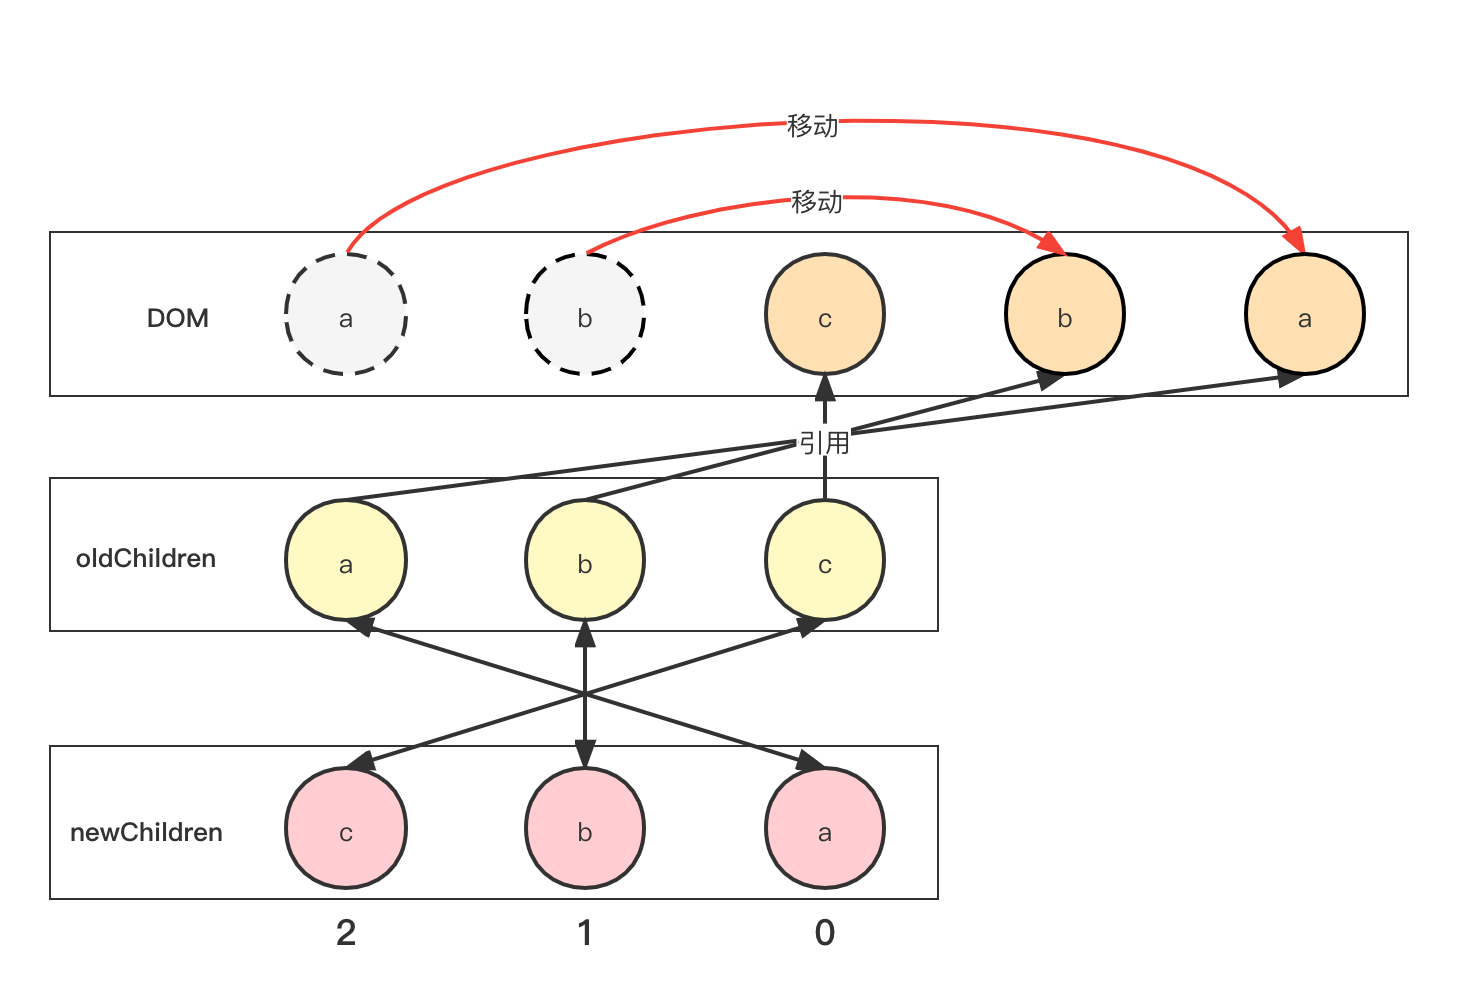 移动
移动
DOM a b c b a
引用
oldChildren a b c
newChildren c b a
2 1 0